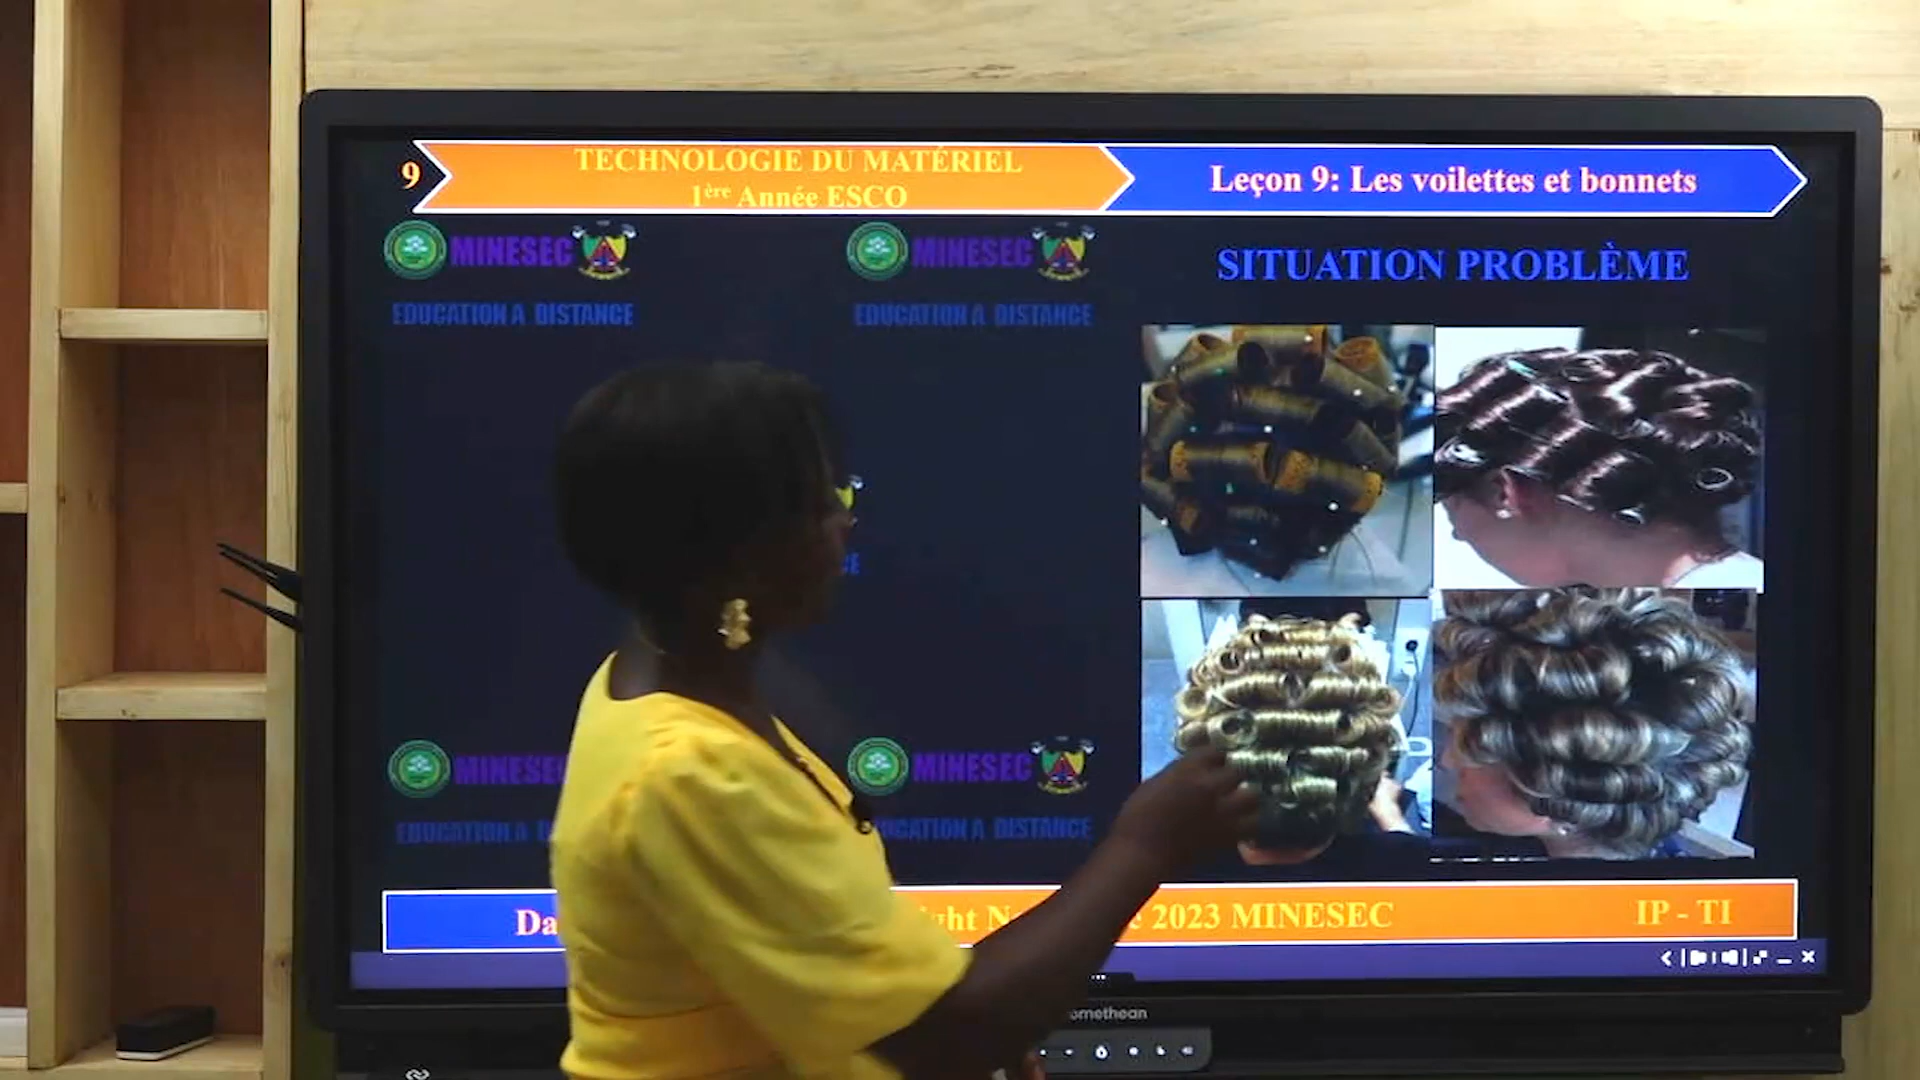 9
TECHNOLOGIE DU MATÉRIEL
1ère Année ESCO
Leçon 9: Les voilettes et bonnets
MINESEC
EDUCATION A DISTANCE
MINESEC
EDUCATION A DISTANCE
SITUATION PROBLÈME
MINESEC
EDUCATION A
MINESEC
DISTANCE
2023 MINESEC
IP - TI